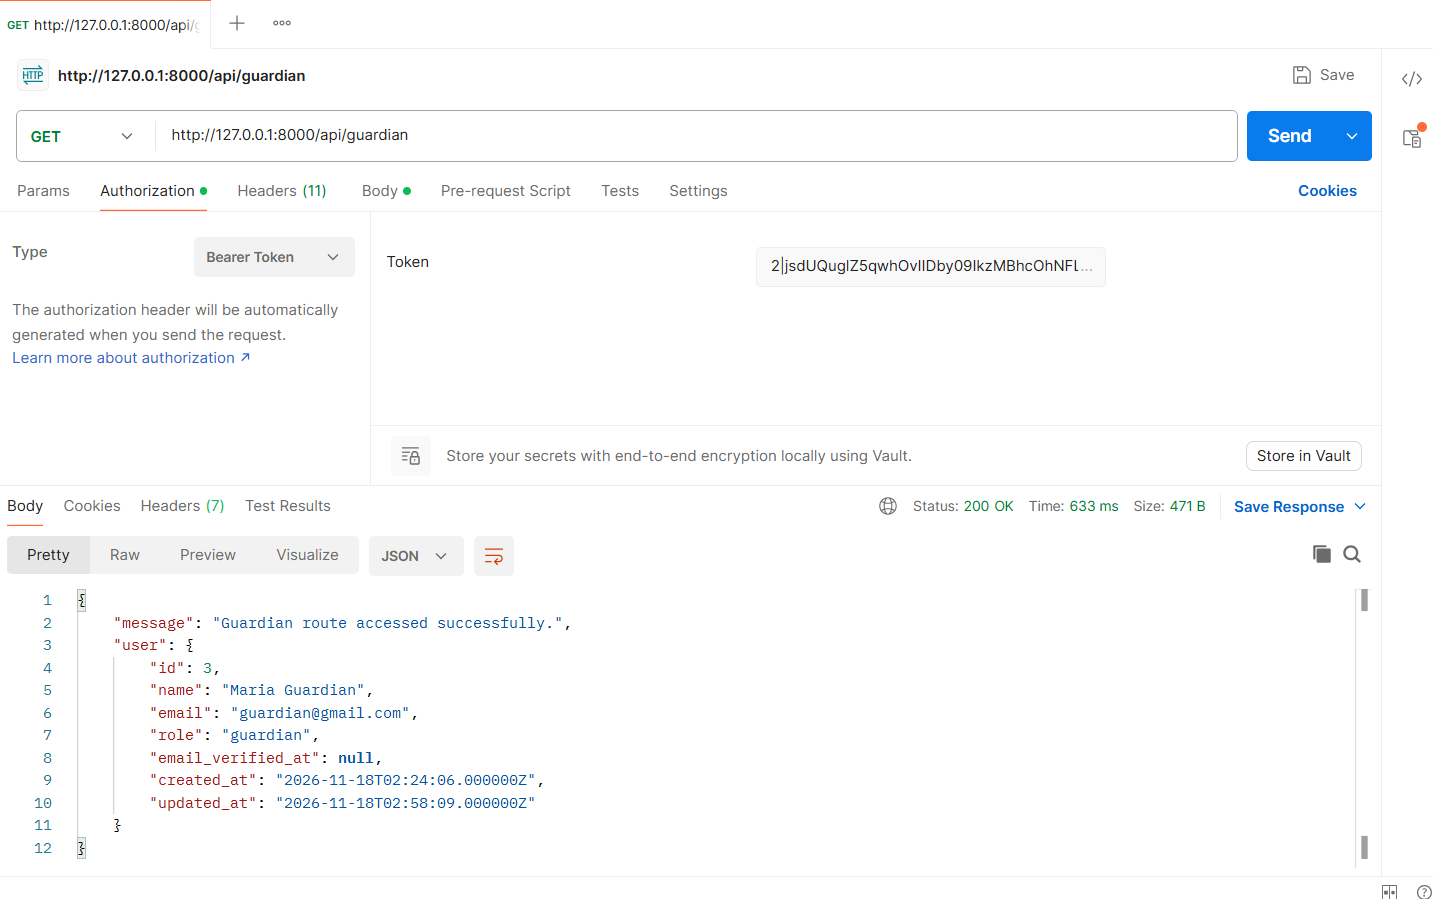 GET http://127.0.0.1:8000/api/g
http://127.0.0.1:8000/api/guardian
Save
GET http://127.0.0.1:8000/api/guardian Send
Params Authorization Headers (11) Body Pre-request Script Tests Settings Cookies
Type Bearer Token
The authorization header will be automatically
generated when you send the request.
Learn more about authorization ↗
Token
Store your secrets with end-to-end encryption locally using Vault. Store in Vault
Body Cookies Headers (7) Test Results Status: 200 OK Time: 633 ms Size: 471 B Save Response
Pretty Raw Preview Visualize JSON
1 {
2 "message": "Guardian route accessed successfully.",
3 "user": {
4 "id": 3,
5 "name": "Maria Guardian",
6 "email": "guardian@gmail.com",
7 "role": "guardian",
8 "email_verified_at": null,
9 "created_at": "2026-11-18T02:24:06.000000Z",
10 "updated_at": "2026-11-18T02:58:09.000000Z"
11 }
12 }